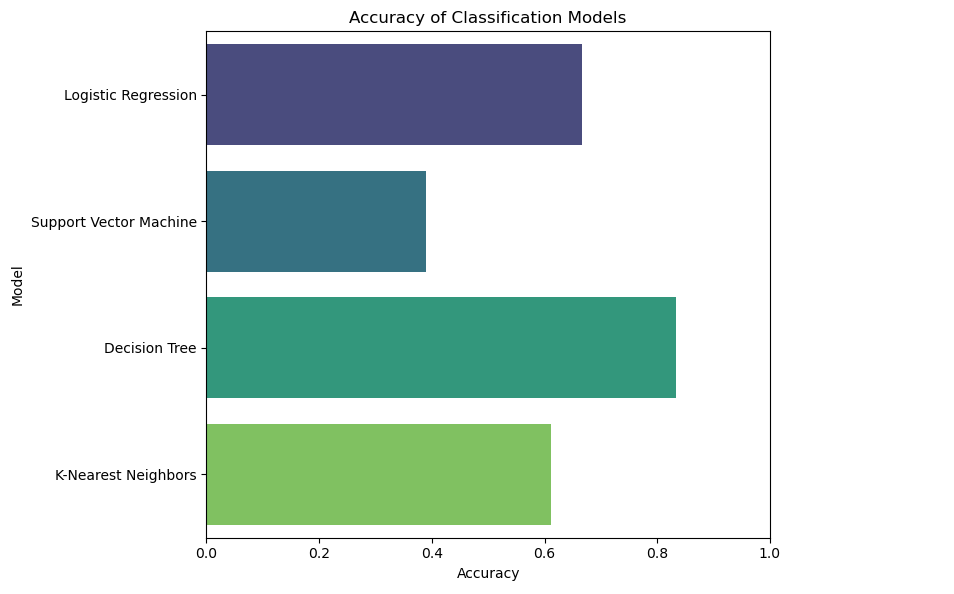 Accuracy of Classification Models
Logistic Regression
Support Vector Machine
Decision Tree
K-Nearest Neighbors
Model
0.0 0.2 0.4 0.6 0.8 1.0
Accuracy